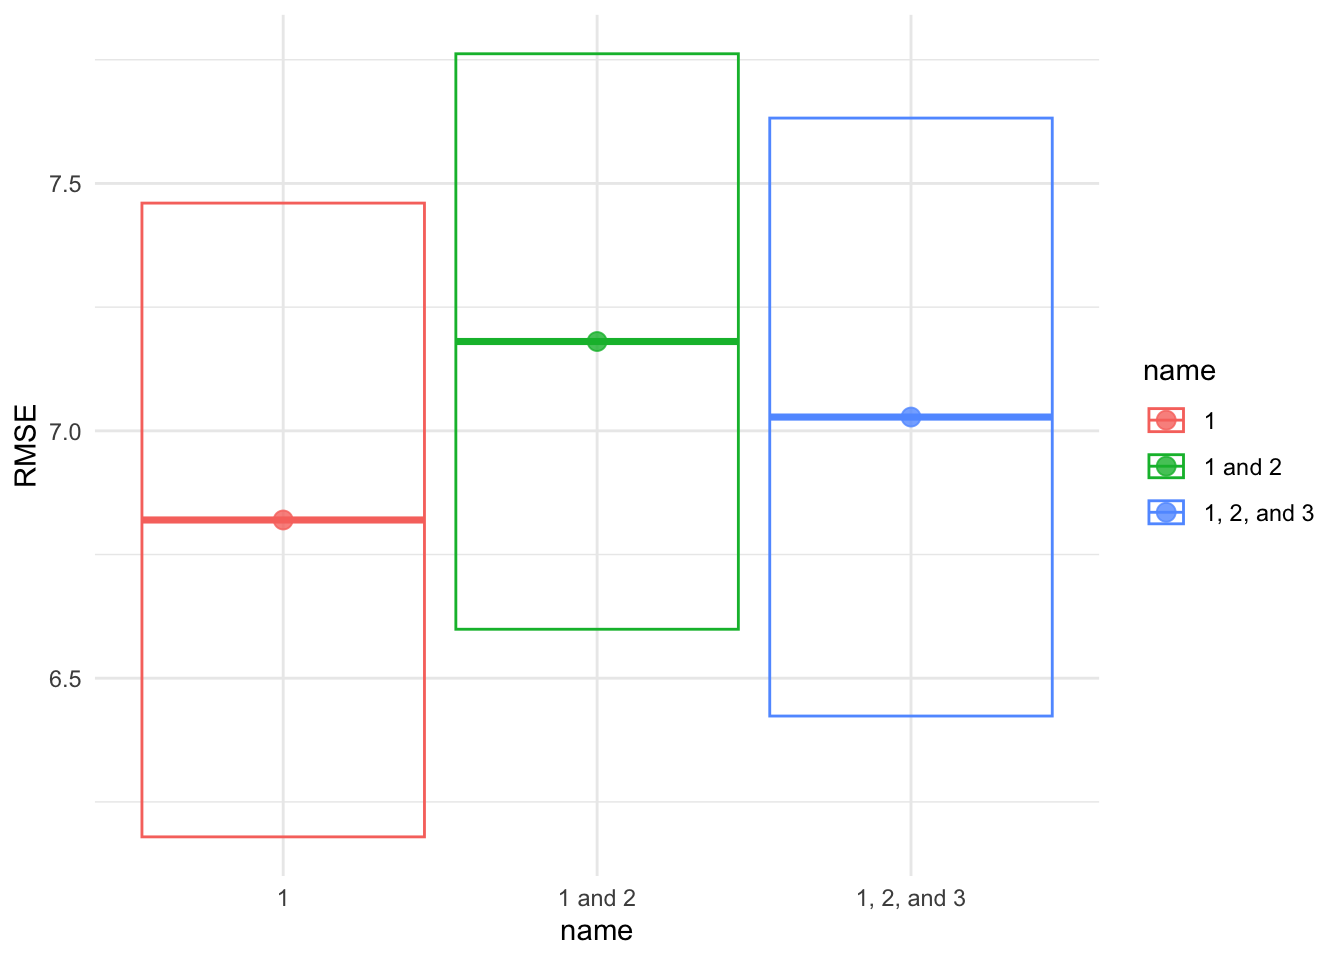 RMSE
7.5
7.0
6.5
1
1 and 2
1, 2, and 3
name
name
1
1 and 2
1, 2, and 3